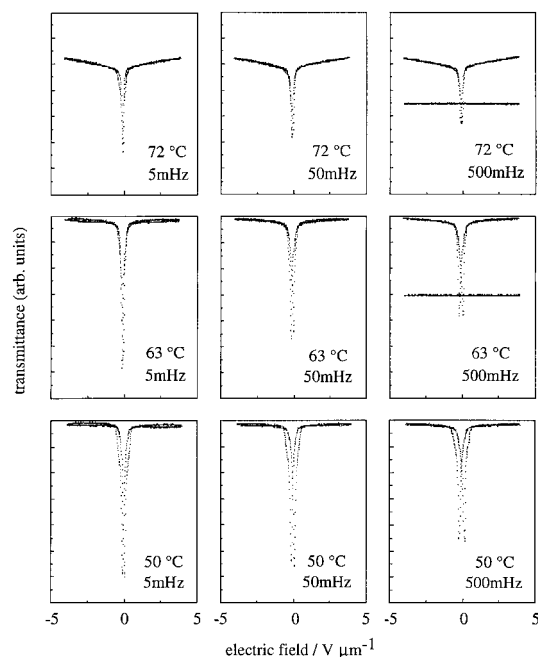 72 °C
5mHz
72 °C
50mHz
72 °C
500mHz
transmittance (arb. units)
63 °C
5mHz
63 °C
50mHz
63 °C
500mHz
50 °C
5mHz
50 °C
50mHz
50 °C
500mHz
-5 0 5 -5 0 5 -5 0 5
electric field / V μm⁻¹